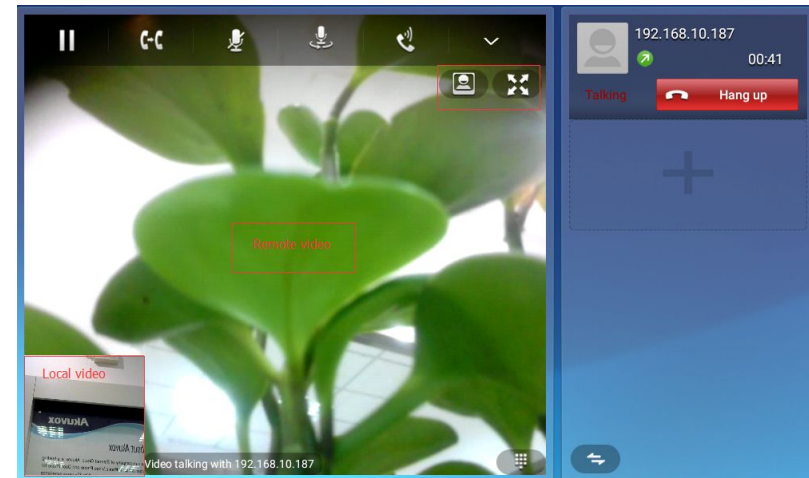 192.168.10.187
00:41
Talking
Hang up
Remote video
Local video
Akuvox
Video talking with 192.168.10.187